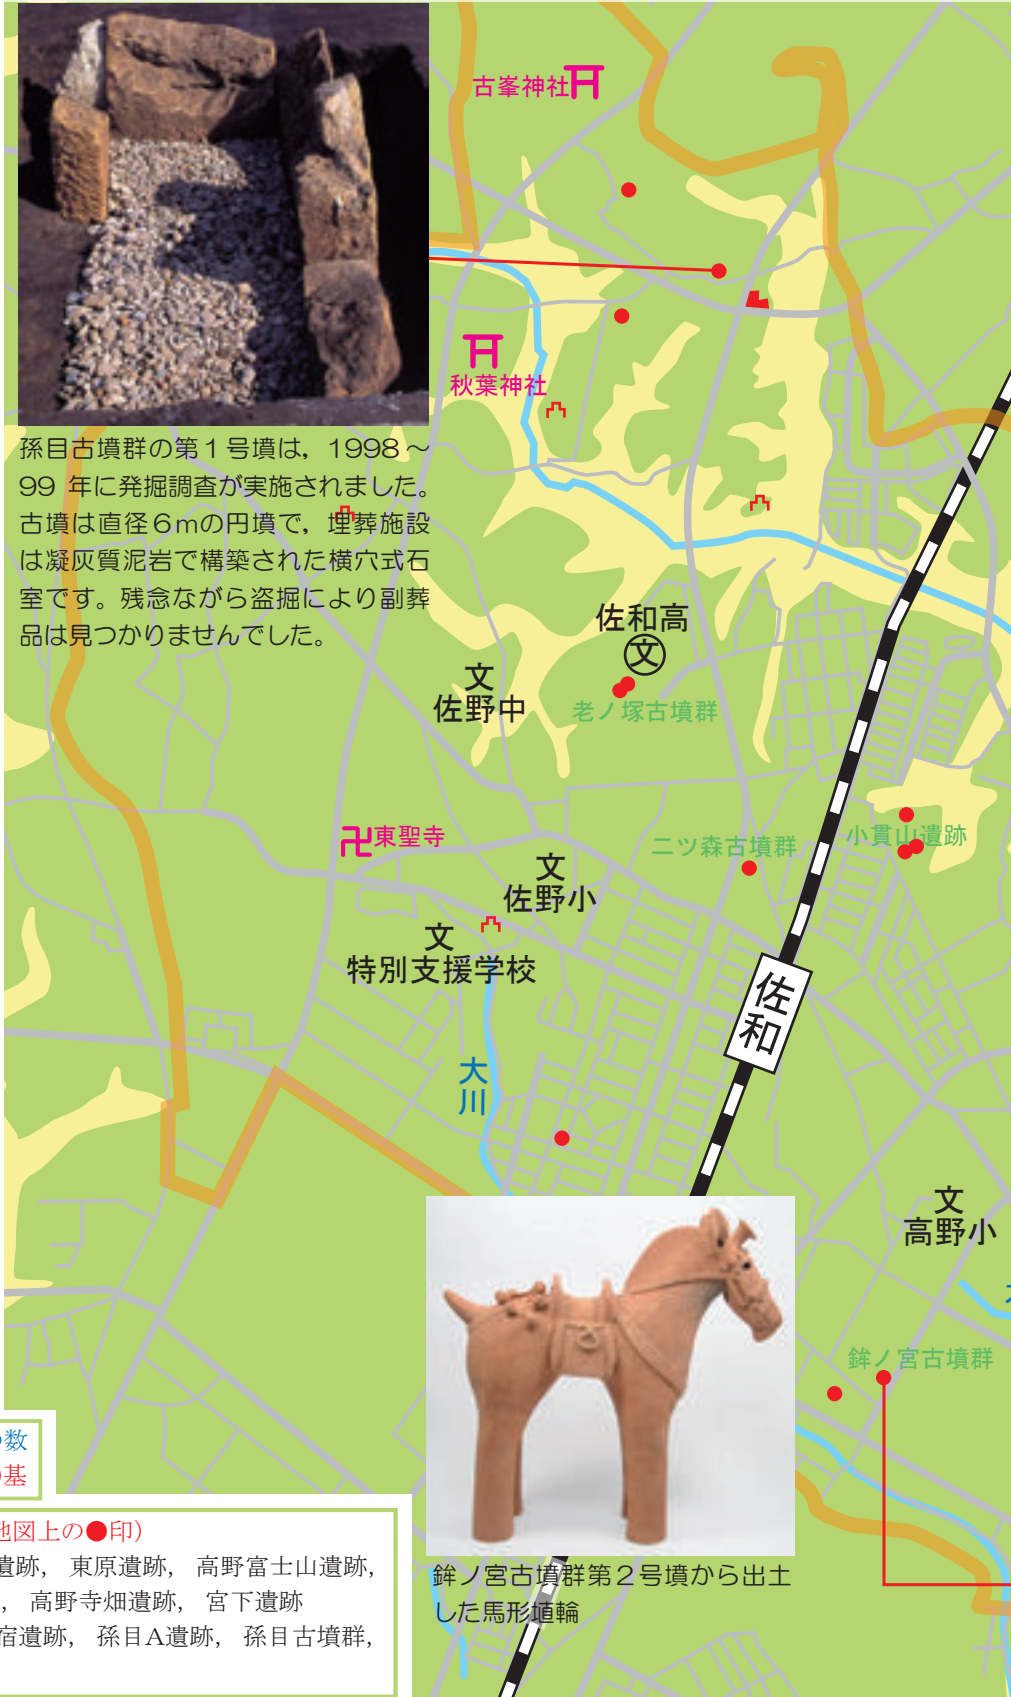 古峯神社
秋葉神社
孫目古墳群の第１号墳は，1998～
99 年に発掘調査が実施されました。
古墳は直径６mの円墳で，埋葬施設
は凝灰質泥岩で構築された横穴式石
室です。残念ながら盗掘により副葬
品は見つかりませんでした。
佐和高
文
文
佐野中
老ノ塚古墳群
卍東聖寺
二ツ森古墳群
小貫山遺跡
文
佐野小
文
特別支援学校
佐和
大川
文
高野小
鉾ノ宮古墳群
数
基
地図上の●印）
遺跡，東原遺跡，高野富士山遺跡，
，高野寺畑遺跡，宮下遺跡
宿遺跡，孫目A遺跡，孫目古墳群，
鉾ノ宮古墳群第２号墳から出土
した馬形埴輪